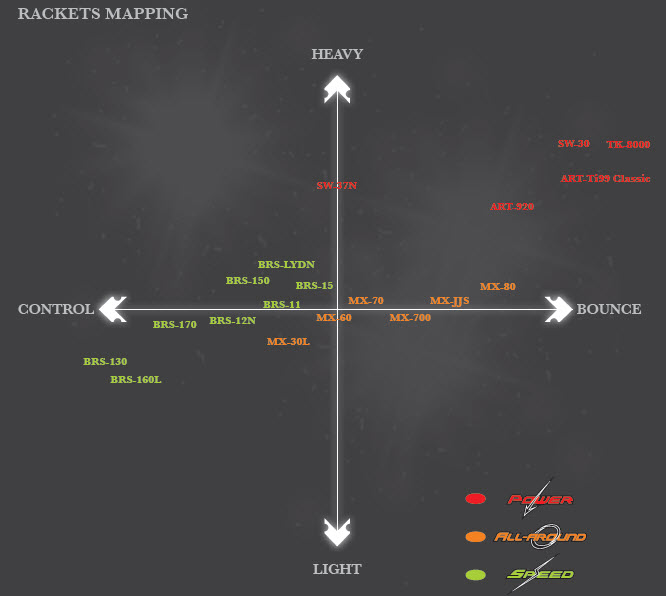 RACKETS MAPPING
HEAVY
SW-30 TK-8000
ART-Ti99 Classic
SW-37N
ART-920
BRS-LYDN
BRS-150
BRS-15
MX-80
MX-70
MX-JJS
BRS-11
CONTROL
BOUNCE
MX-60
MX-700
BRS-12N
BRS-170
MX-30L
BRS-130
BRS-160L
POWER
ALL-AROUND
SPEED
LIGHT